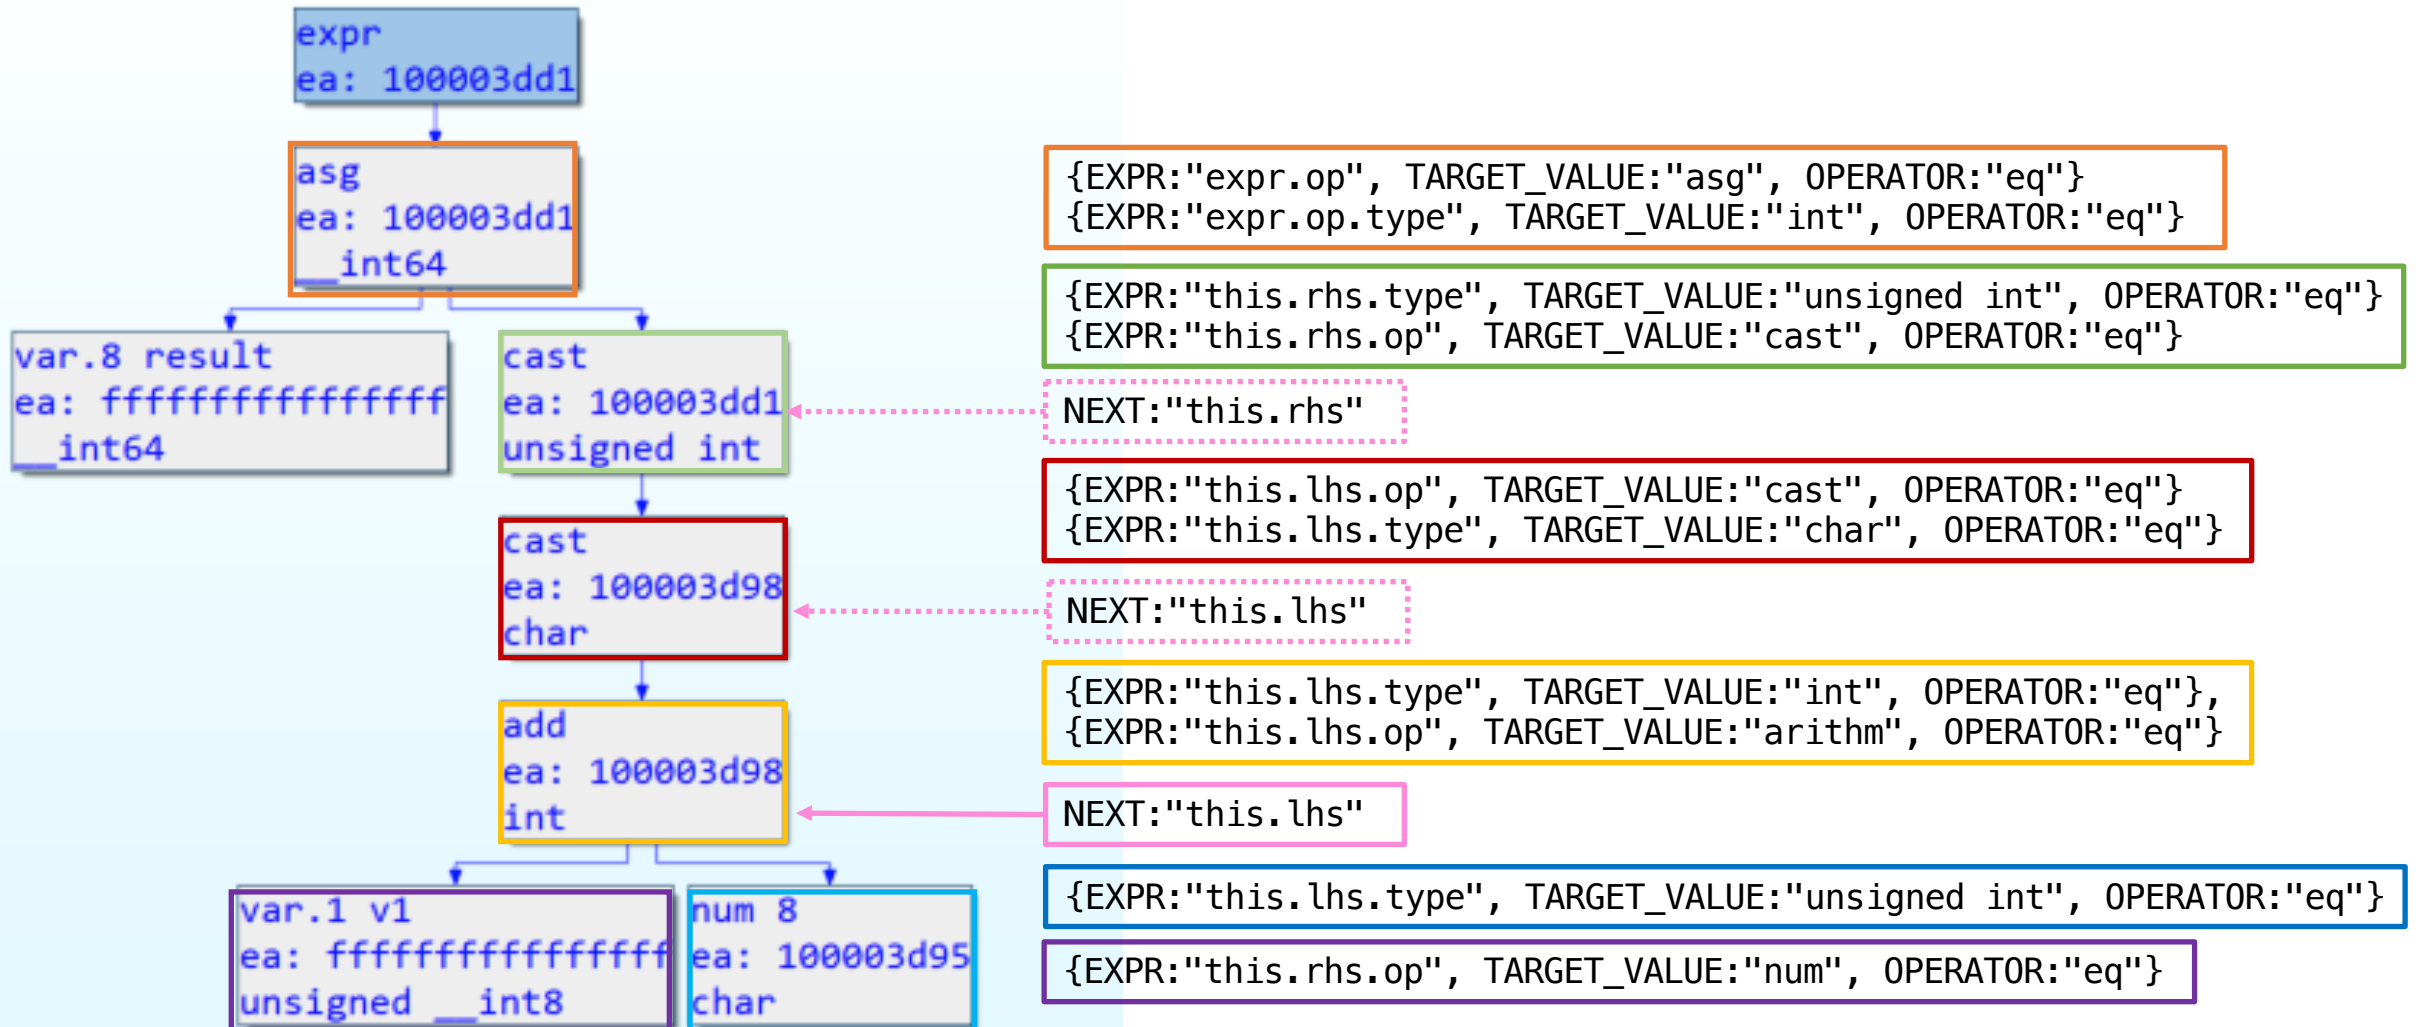 expr
ea: 100003dd1
asg
ea: 100003dd1
__int64
var.8 result
ea: ffffffffffffffff
__int64
cast
ea: 100003dd1
unsigned int
cast
ea: 100003d98
char
add
ea: 100003d98
int
var.1 v1
ea: ffffffffffffffff
unsigned __int8
num 8
ea: 100003d95
char
{EXPR:"expr.op", TARGET_VALUE:"asg", OPERATOR:"eq"}
{EXPR:"expr.op.type", TARGET_VALUE:"int", OPERATOR:"eq"}
{EXPR:"this.rhs.type", TARGET_VALUE:"unsigned int", OPERATOR:"eq"}
{EXPR:"this.rhs.op", TARGET_VALUE:"cast", OPERATOR:"eq"}
NEXT:"this.rhs"
{EXPR:"this.lhs.op", TARGET_VALUE:"cast", OPERATOR:"eq"}
{EXPR:"this.lhs.type", TARGET_VALUE:"char", OPERATOR:"eq"}
NEXT:"this.lhs"
{EXPR:"this.lhs.type", TARGET_VALUE:"int", OPERATOR:"eq"},
{EXPR:"this.lhs.op", TARGET_VALUE:"arithm", OPERATOR:"eq"}
NEXT:"this.lhs"
{EXPR:"this.lhs.type", TARGET_VALUE:"unsigned int", OPERATOR:"eq"}
{EXPR:"this.rhs.op", TARGET_VALUE:"num", OPERATOR:"eq"}